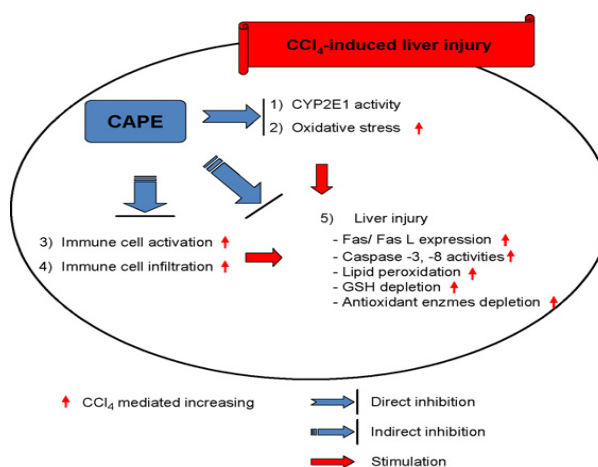 CCl₄-induced liver injury
CAPE
1) CYP2E1 activity
2) Oxidative stress
3) Immune cell activation
4) Immune cell infiltration
5) Liver injury
- Fas/ Fas L expression
- Caspase -3, -8 activities
- Lipid peroxidation
- GSH depletion
- Antioxidant enzmes depletion
CCl₄ mediated increasing
Direct inhibition
Indirect inhibition
Stimulation